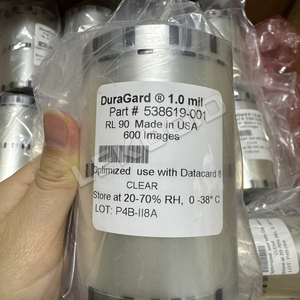 DuraGard ® 1.0 mil
Part # 538619-001
RL 90 Made in USA
600 Images
Optimized use with Datacard ®
CLEAR
Store at 20-70% RH, 0 -38° C
LOT: P4B-II8A